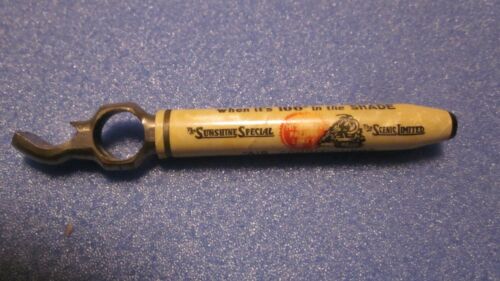 When it's 100° in the SHADE
The SUNSHINE SPECIAL
The SCENIC LIMITED